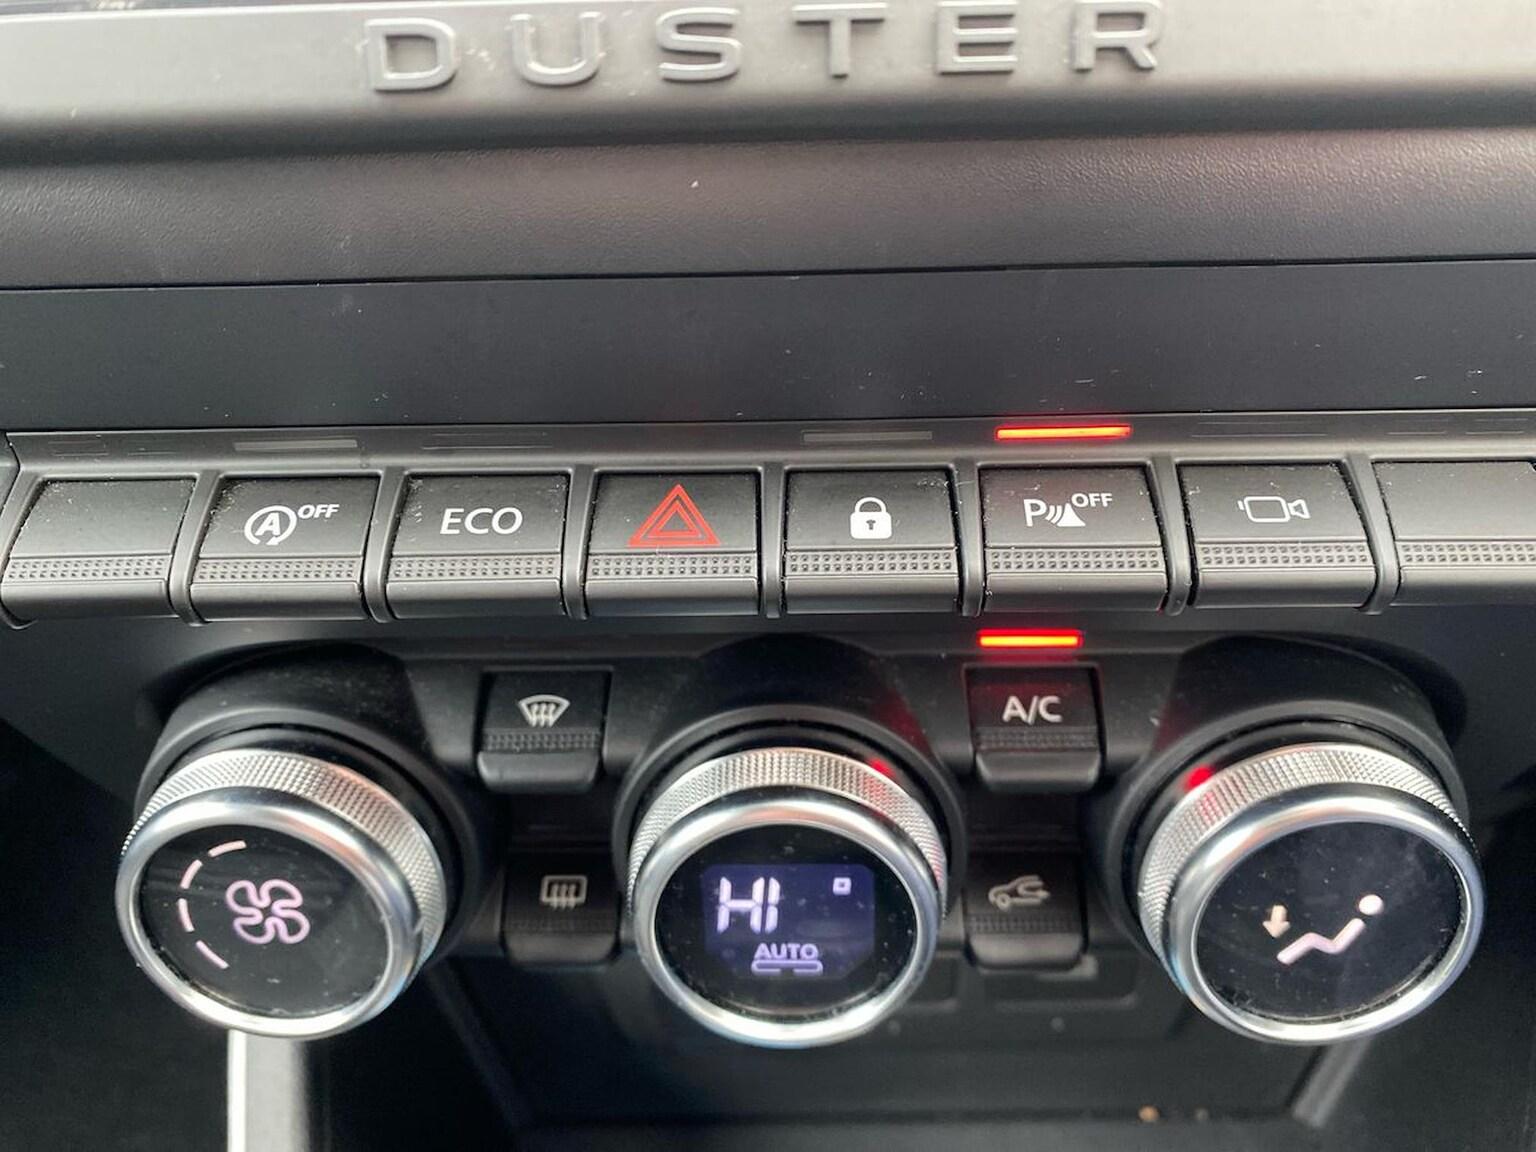 DUSTER
A OFF
ECO
P OFF
A/C
HI
AUTO